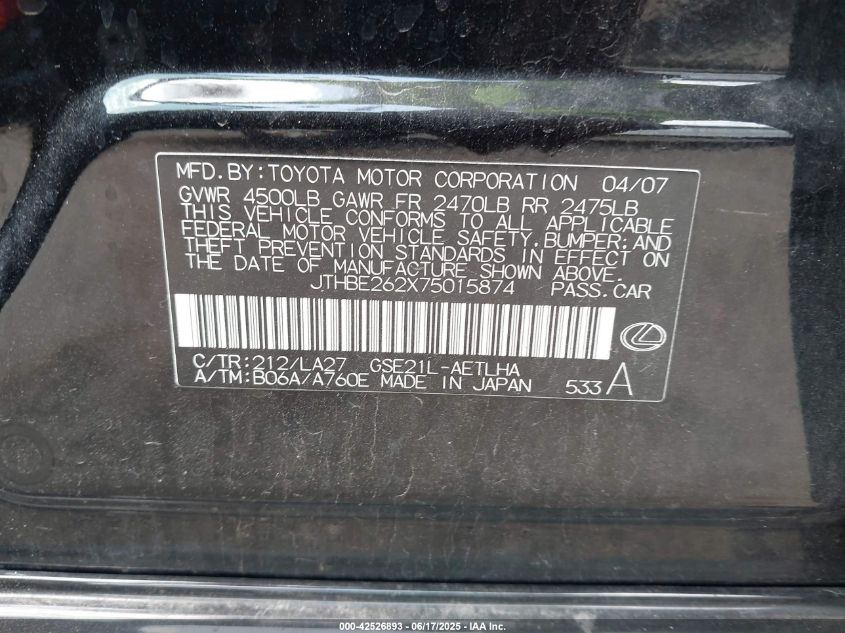 MFD.BY:TOYOTA MOTOR CORPORATION 04/07
GVWR 4500LB GAWR FR 2470LB RR 2475LB
THIS VEHICLE CONFORMS TO ALL APPLICABLE
FEDERAL MOTOR VEHICLE SAFETY,BUMPER,AND
THEFT PREVENTION STANDARDS IN EFFECT ON
THE DATE OF MANUFACTURE SHOWN ABOVE.
JTHBE262X75015874 PASS.CAR
C/TR:212/LA27 GSE21L-AETLHA
A/TM:B06A/A760E MADE IN JAPAN 533 A
000-42526893 - 06/17/2025 - IAA Inc.